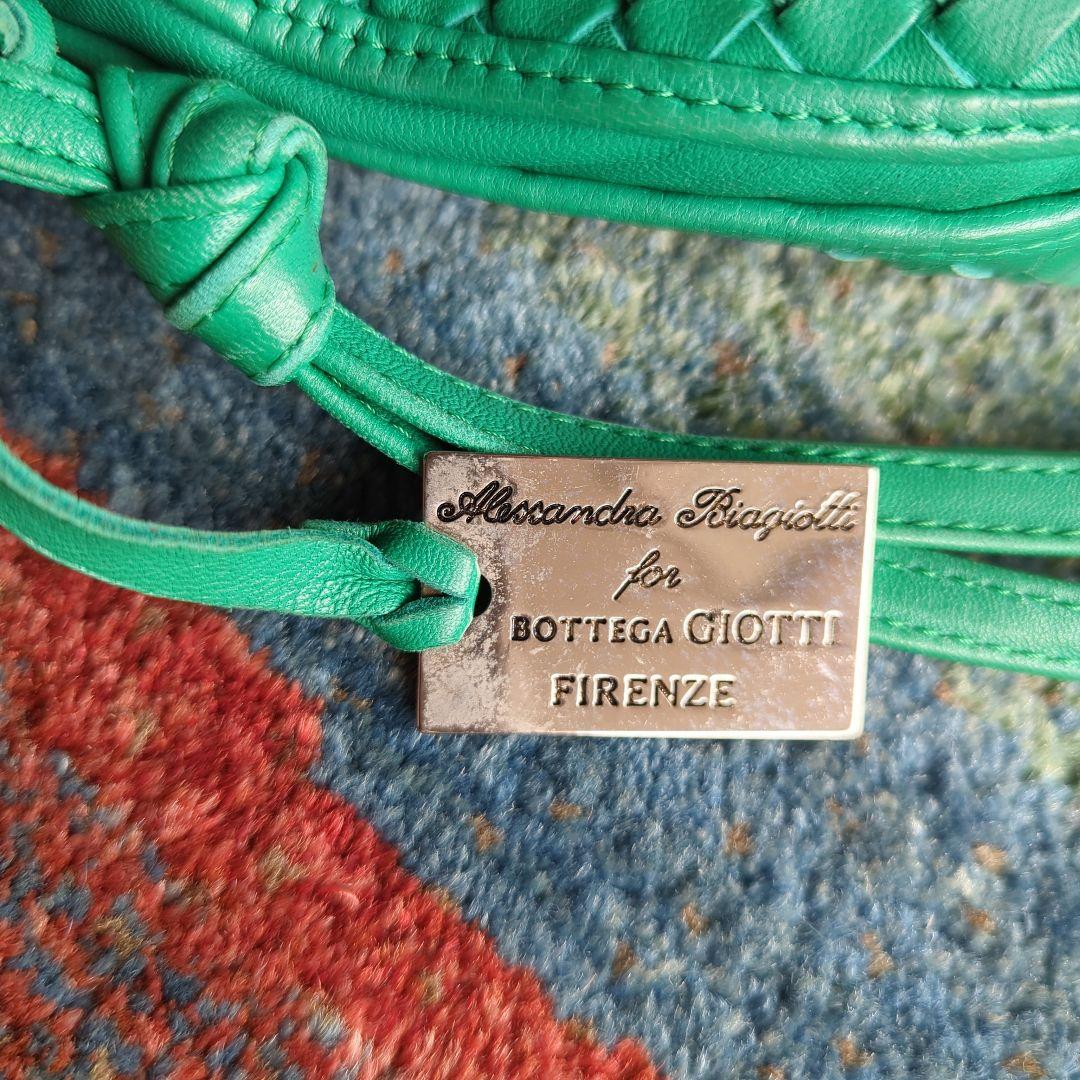 Alessandra Biagiotti
for
BOTTEGA GIOTTI
FIRENZE